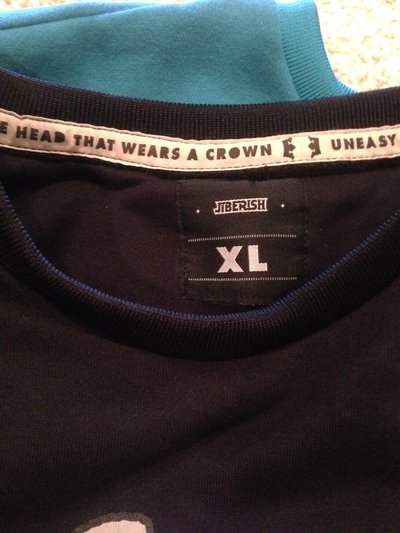 HEAD THAT WEARS A CROWN UNEASY
JIBERISH
XL